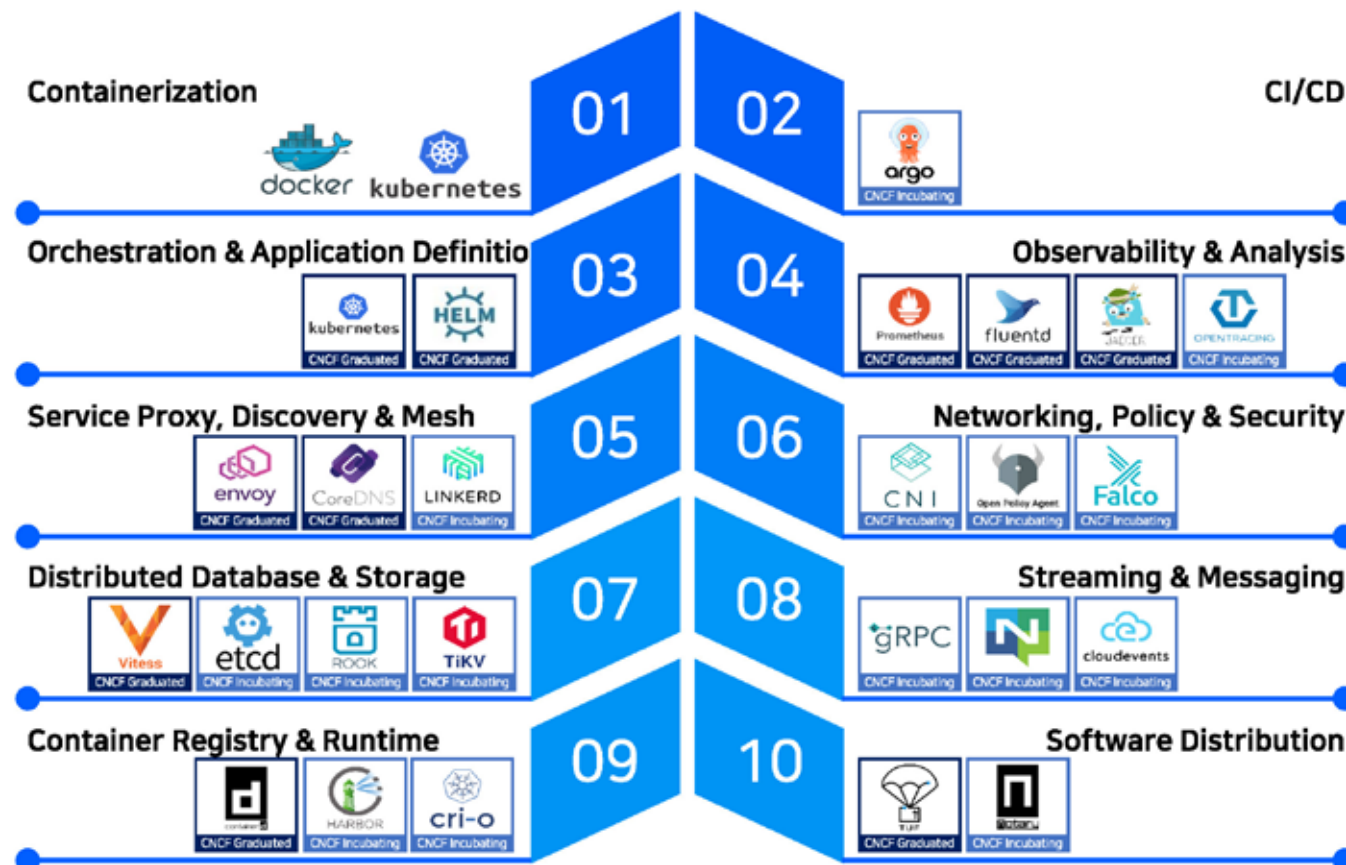 Containerization
01
docker
kubernetes
02
CI/CD
argo
CNCF Incubating
Orchestration & Application Definitio
03
kubernetes
CNCF Graduated
HELM
CNCF Graduated
04
Observability & Analysis
Prometheus
CNCF Graduated
fluentd
CNCF Graduated
JAEGER
CNCF Graduated
OPENTRACING
CNCF Incubating
Service Proxy, Discovery & Mesh
05
envoy
CNCF Graduated
CoreDNS
CNCF Graduated
LINKERD
CNCF Incubating
06
Networking, Policy & Security
CNI
CNCF Incubating
Open Policy Agent
CNCF Incubating
Falco
CNCF Incubating
Distributed Database & Storage
07
Vitess
CNCF Graduated
etcd
CNCF Incubating
ROOK
CNCF Incubating
TiKV
CNCF Incubating
08
Streaming & Messaging
gRPC
CNCF Incubating
N
CNCF Incubating
cloudevents
CNCF Incubating
Container Registry & Runtime
09
d
containerd
CNCF Graduated
HARBOR
CNCF Incubating
cri-o
CNCF Incubating
10
Software Distribution
TUF
CNCF Graduated
n
Notary
CNCF Incubating